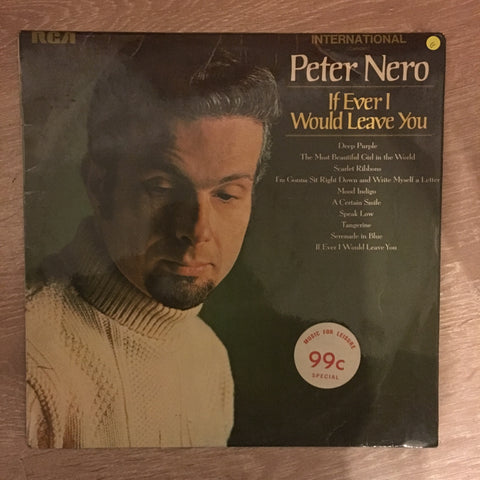 RCA
INTERNATIONAL
(Camden)
Peter Nero
If Ever I
Would Leave You
Deep Purple
The Most Beautiful Girl in the World
Scarlet Ribbons
I'm Gonna Sit Right Down and Write Myself a Letter
Mood Indigo
A Certain Smile
Speak Low
Tangerine
Serenade in Blue
If Ever I Would Leave You
MUSIC FOR LEISURE
99c
SPECIAL